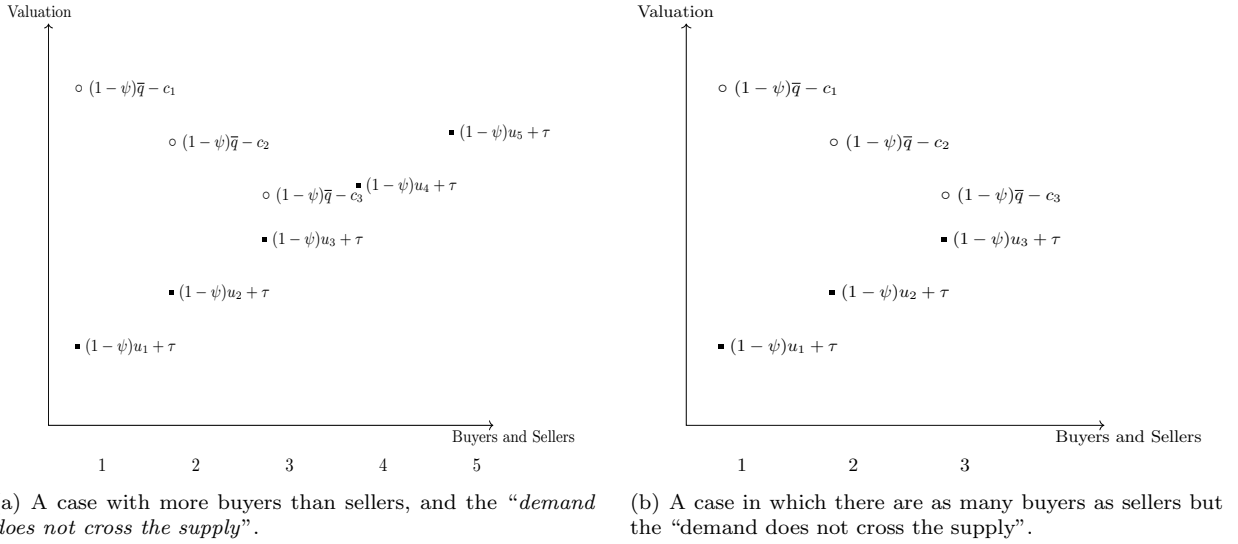 Valuation
(1 − ψ)q̅ − c₁
(1 − ψ)u₅ + τ
(1 − ψ)q̅ − c₂
(1 − ψ)u₄ + τ
(1 − ψ)q̅ − c₃
(1 − ψ)u₃ + τ
(1 − ψ)u₂ + τ
(1 − ψ)u₁ + τ
Buyers and Sellers
1 2 3 4 5
a) A case with more buyers than sellers, and the “demand
does not cross the supply”.
Valuation
(1 − ψ)q̅ − c₁
(1 − ψ)q̅ − c₂
(1 − ψ)q̅ − c₃
(1 − ψ)u₃ + τ
(1 − ψ)u₂ + τ
(1 − ψ)u₁ + τ
Buyers and Sellers
1 2 3
(b) A case in which there are as many buyers as sellers but
the “demand does not cross the supply”.